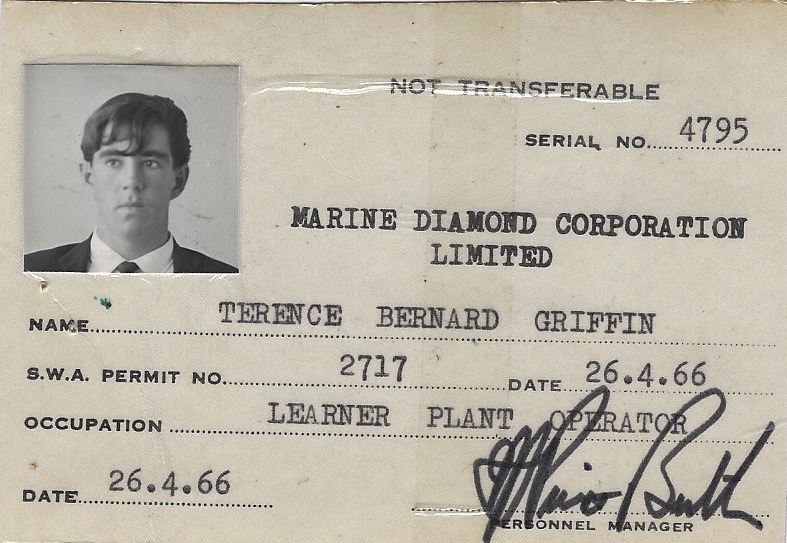 NOT TRANSFERABLE
SERIAL NO. 4795
MARINE DIAMOND CORPORATION
LIMITED
NAME TERENCE BERNARD GRIFFIN
S.W.A. PERMIT NO. 2717 DATE 26.4.66
OCCUPATION LEARNER PLANT OPERATOR
DATE 26.4.66
PERSONNEL MANAGER